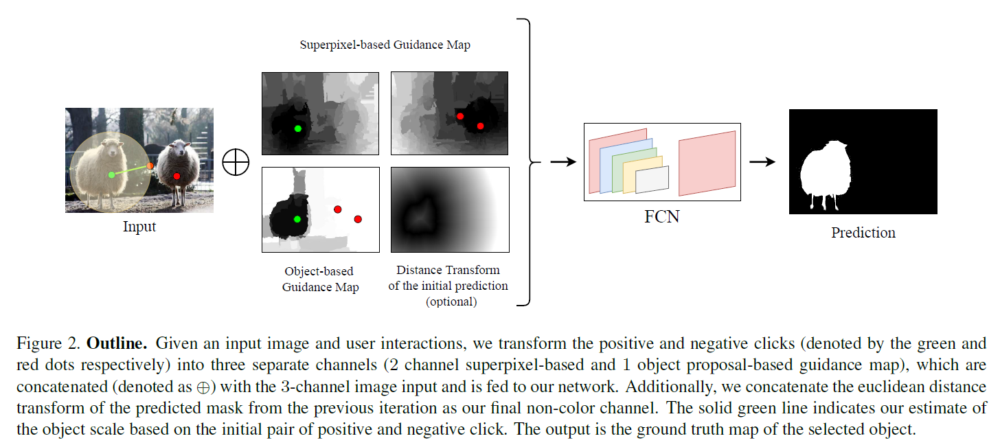 Superpixel-based Guidance Map
Input
Object-based
Guidance Map
Distance Transform
of the initial prediction
(optional)
FCN
Prediction
Figure 2. Outline. Given an input image and user interactions, we transform the positive and negative clicks (denoted by the green and
red dots respectively) into three separate channels (2 channel superpixel-based and 1 object proposal-based guidance map), which are
concatenated (denoted as ⊕) with the 3-channel image input and is fed to our network. Additionally, we concatenate the euclidean distance
transform of the predicted mask from the previous iteration as our final non-color channel. The solid green line indicates our estimate of
the object scale based on the initial pair of positive and negative click. The output is the ground truth map of the selected object.